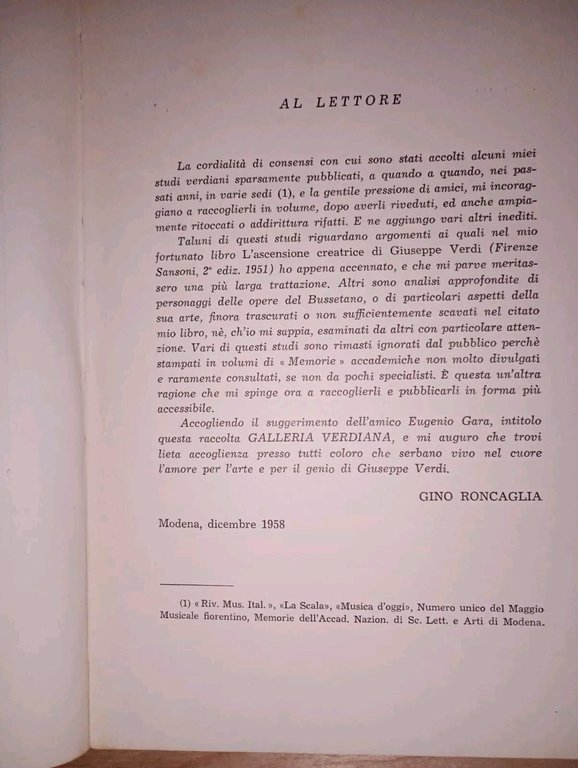 AL LETTORE
La cordialità di consensi con cui sono stati accolti alcuni miei
studi verdiani sparsamente pubblicati, a quando a quando, nei pas-
sati anni, in varie sedi (1), e la gentile pressione di amici, mi incorag-
giano a raccoglierli in volume, dopo averli riveduti, ed anche ampia-
mente ritoccati o addirittura rifatti. E ne aggiungo vari altri inediti.
Taluni di questi studi riguardano argomenti ai quali nel mio
fortunato libro L'ascensione creatrice di Giuseppe Verdi (Firenze
Sansoni, 2ª ediz. 1951) ho appena accennato, e che mi parve meritas-
sero una più larga trattazione. Altri sono analisi approfondite di
personaggi delle opere del Bussetano, o di particolari aspetti della
sua arte, finora trascurati o non sufficientemente scavati nel citato
mio libro, nè, ch'io mi sappia, esaminati da altri con particolare atten-
zione. Vari di questi studi sono rimasti ignorati dal pubblico perchè
stampati in volumi di « Memorie » accademiche non molto divulgati
e raramente consultati, se non da pochi specialisti. È questa un'altra
ragione che mi spinge ora a raccoglierli e pubblicarli in forma più
accessibile.
Accogliendo il suggerimento dell'amico Eugenio Gara, intitolo
questa raccolta GALLERIA VERDIANA, e mi auguro che trovi
lieta accoglienza presso tutti coloro che serbano vivo nel cuore
l'amore per l'arte e per il genio di Giuseppe Verdi.
GINO RONCAGLIA
Modena, dicembre 1958
(1) « Riv. Mus. Ital. », «La Scala», «Musica d'oggi», Numero unico del Maggio
Musicale fiorentino, Memorie dell'Accad. Nazion. di Sc. Lett. e Arti di Modena.